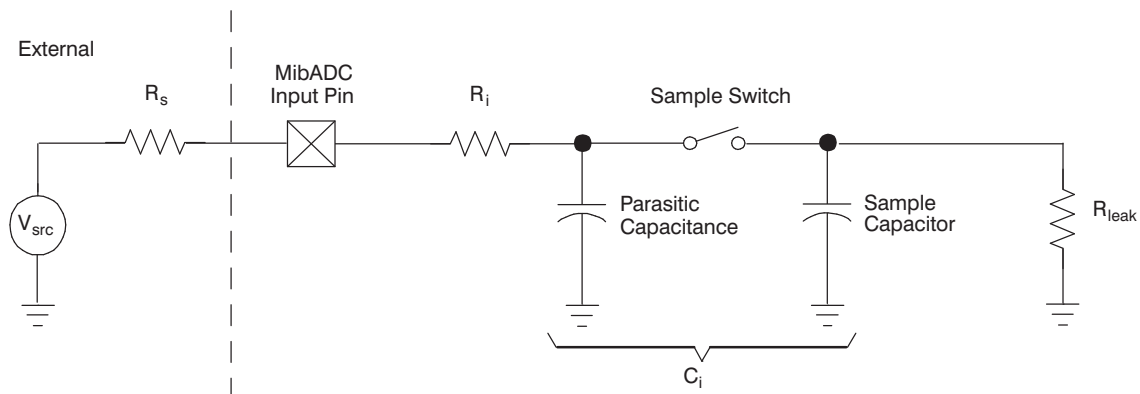 External
MibADC
Input Pin
Rs
Ri
Sample Switch
Vsrc
Parasitic
Capacitance
Sample
Capacitor
Rleak
Ci